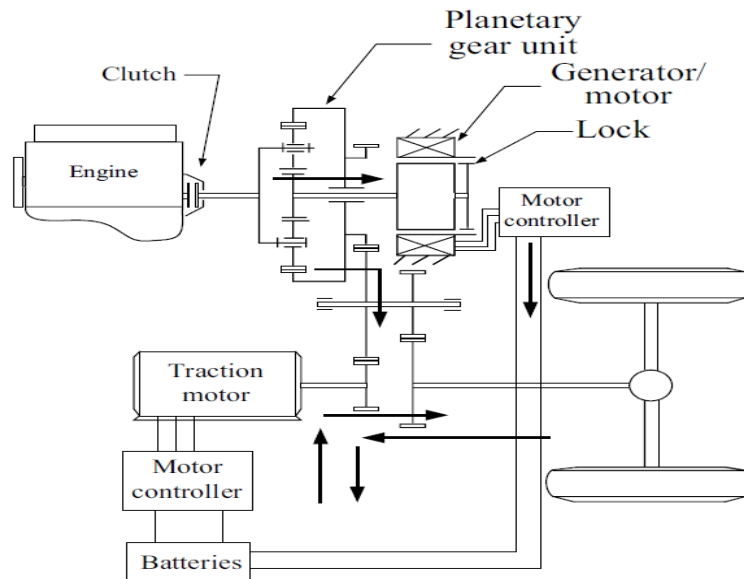 Planetary
gear unit
Clutch
Generator/
motor
Lock
Engine
Motor
controller
Traction
motor
Motor
controller
Batteries